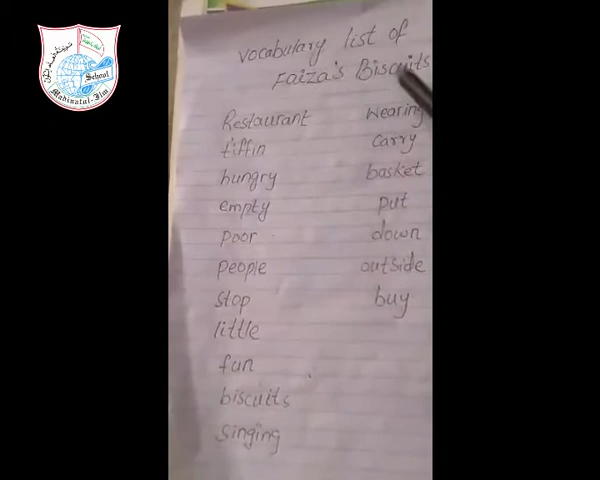 vocabulary list of
Faiza's Biscuits
Restaurant
tiffin
hungry
empty
poor
people
stop
little
fun
biscuits
singing
wearing
carry
basket
put
down
outside
buy
School
Madinatul-Ilm